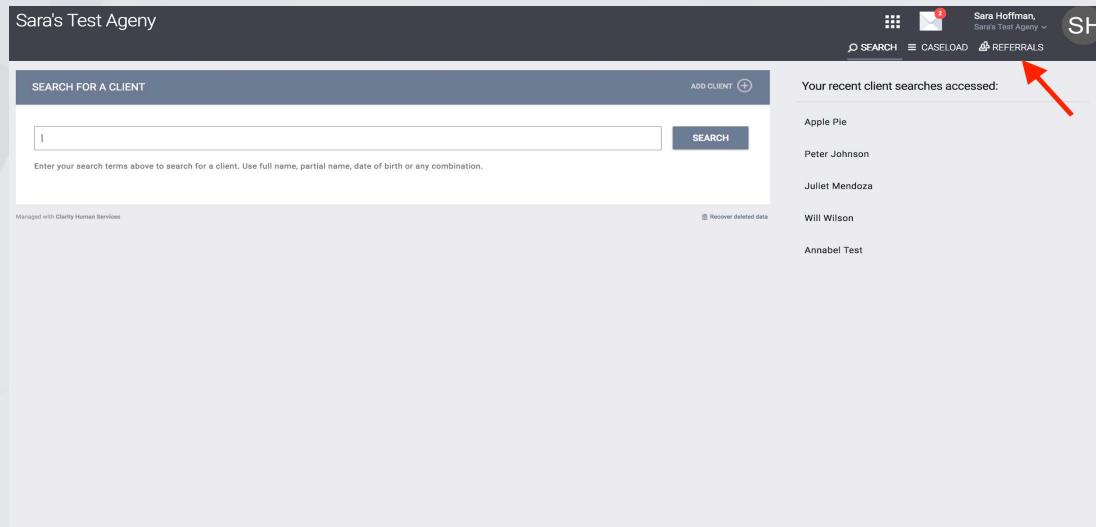 Sara's Test Ageny
2
Sara Hoffman,
Sara's Test Ageny
SH
SEARCH CASELOAD REFERRALS
SEARCH FOR A CLIENT
ADD CLIENT
SEARCH
Enter your search terms above to search for a client. Use full name, partial name, date of birth or any combination.
Managed with Clarity Human Services
Recover deleted data
Your recent client searches accessed:
Apple Pie
Peter Johnson
Juliet Mendoza
Will Wilson
Annabel Test